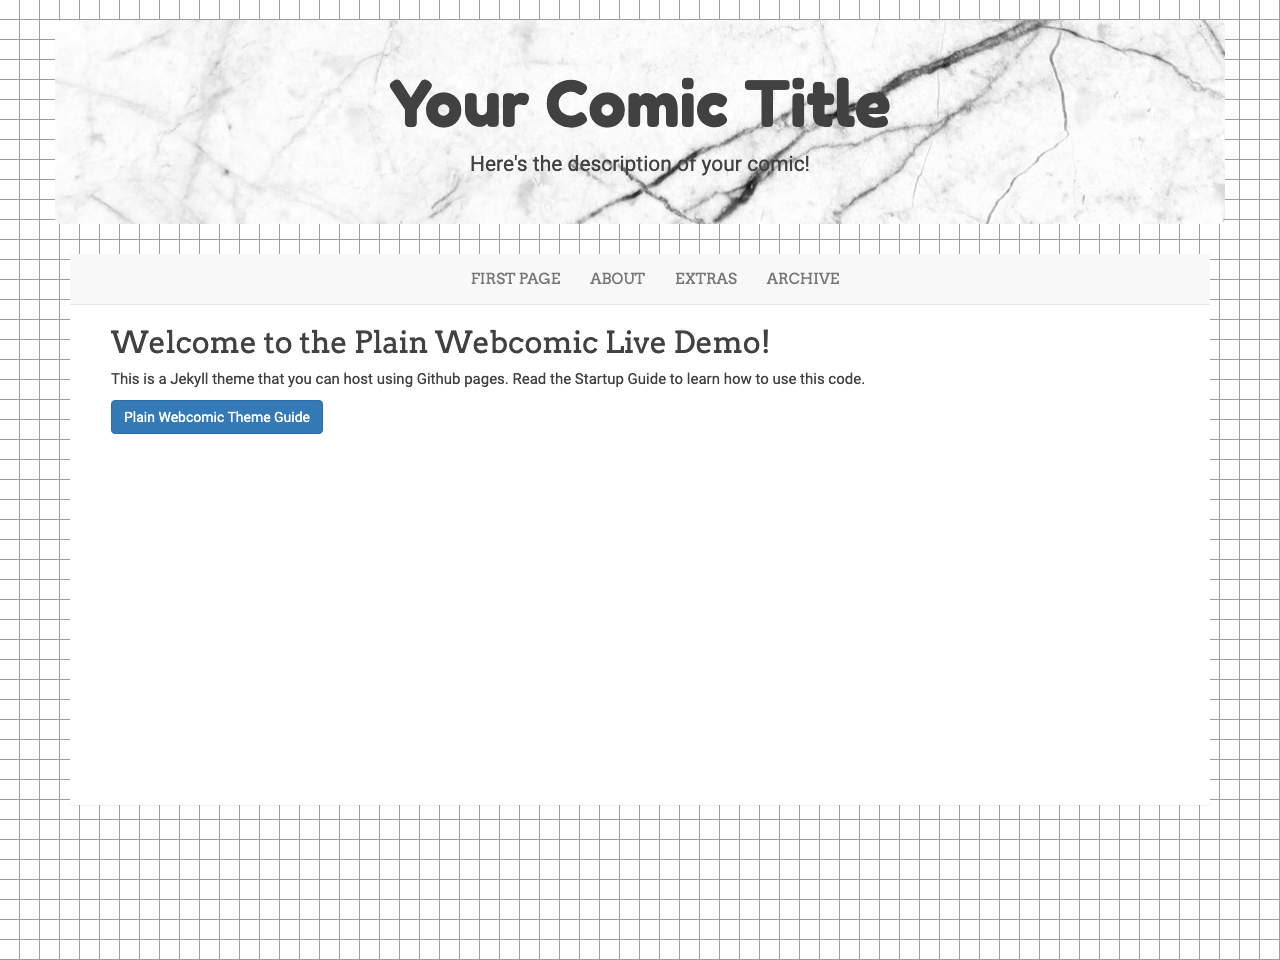 Your Comic Title
Here's the description of your comic!
FIRST PAGE ABOUT EXTRAS ARCHIVE
Welcome to the Plain Webcomic Live Demo!
This is a Jekyll theme that you can host using Github pages. Read the Startup Guide to learn how to use this code.
Plain Webcomic Theme Guide